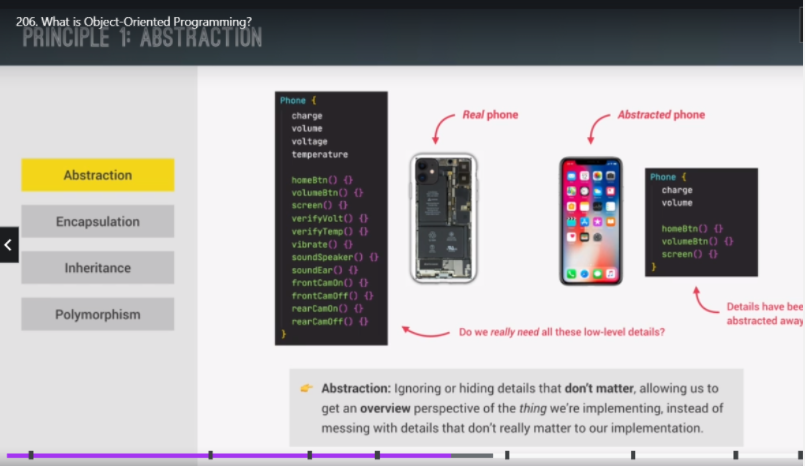 206. What is Object-Oriented Programming?
PRINCIPLE 1: ABSTRACTION
Abstraction
Encapsulation
Inheritance
Polymorphism
Phone {
charge
volume
voltage
temperature
homeBtn() {}
volumeBtn() {}
screen() {}
verifyVolt() {}
verifyTemp() {}
vibrate() {}
soundSpeaker() {}
soundEar() {}
frontCamOn() {}
frontCamOff() {}
rearCamOn() {}
rearCamOff() {}
}
Real phone
Abstracted phone
Phone {
charge
volume
homeBtn() {}
volumeBtn() {}
screen() {}
}
Do we really need all these low-level details?
Details have bee
abstracted away
Abstraction: Ignoring or hiding details that don't matter, allowing us to
get an overview perspective of the thing we're implementing, instead of
messing with details that don't really matter to our implementation.